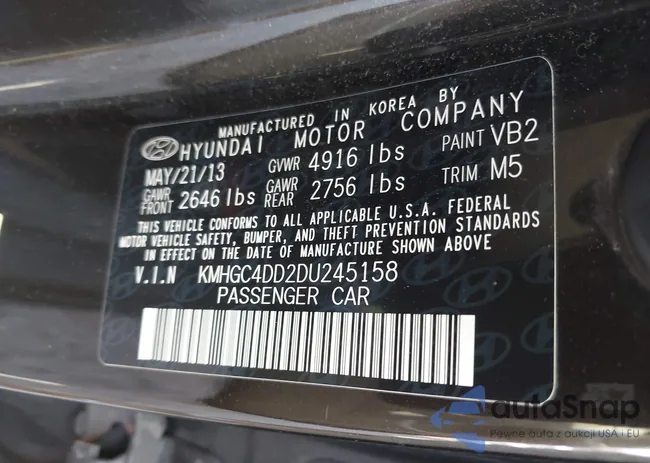 MANUFACTURED IN KOREA BY
HYUNDAI MOTOR COMPANY
MAY/21/13 GVWR 4916 lbs PAINT VB2
GAWR FRONT 2646 lbs GAWR REAR 2756 lbs TRIM M5
THIS VEHICLE CONFORMS TO ALL APPLICABLE U.S.A. FEDERAL
MOTOR VEHICLE SAFETY, BUMPER, AND THEFT PREVENTION STANDARDS
IN EFFECT ON THE DATE OF MANUFACTURE SHOWN ABOVE
V.I.N KMHGC4DD2DU245158
PASSENGER CAR
autaSnap
Pewne auta z aukcji USA i EU